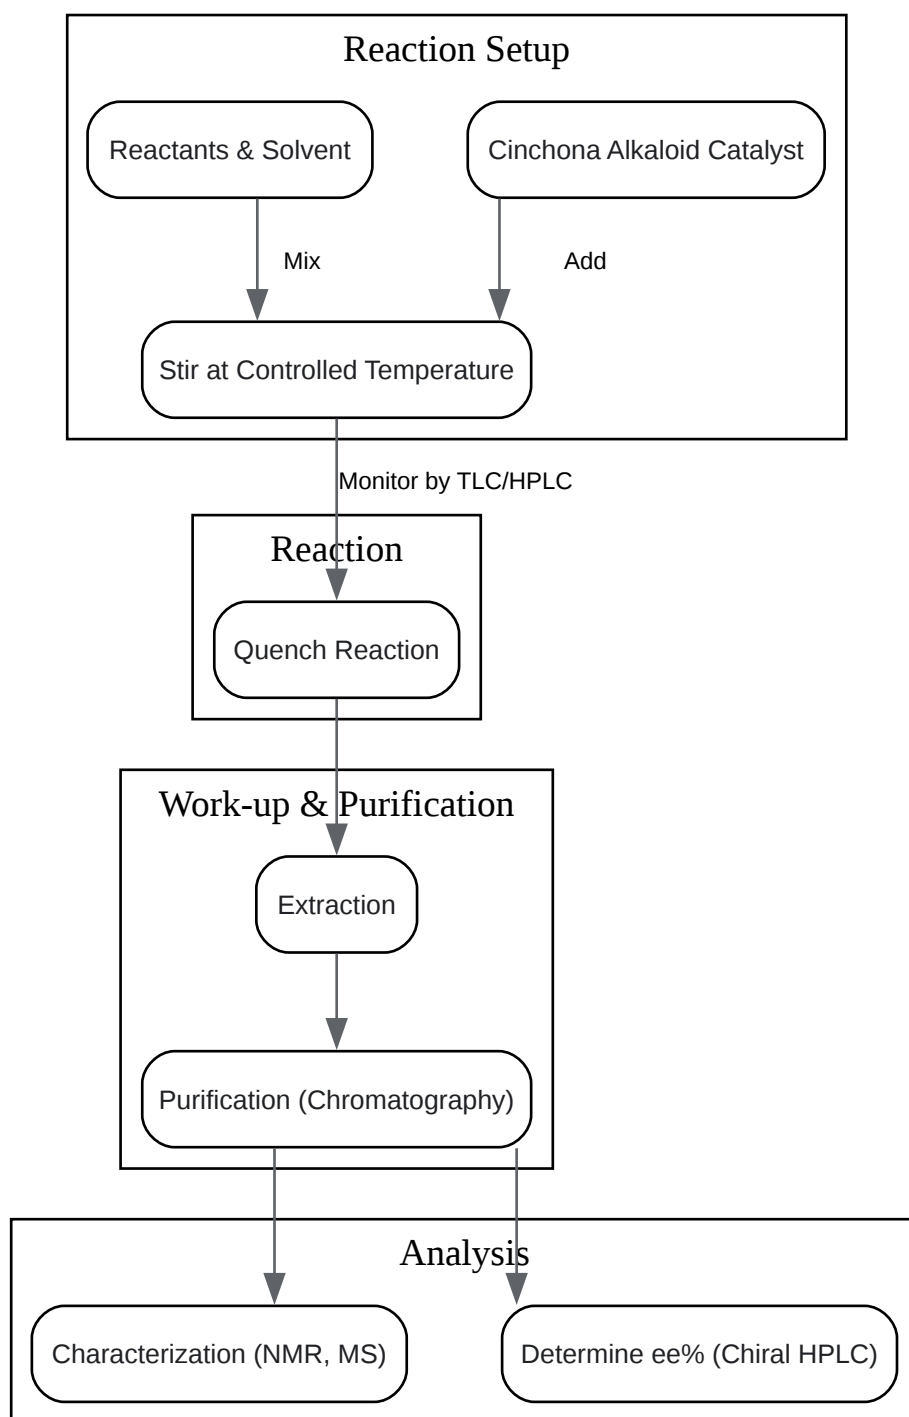 Reaction Setup
Reactants & Solvent
Cinchona Alkaloid Catalyst
Mix
Add
Stir at Controlled Temperature
Monitor by TLC/HPLC
Reaction
Quench Reaction
Work-up & Purification
Extraction
Purification (Chromatography)
Analysis
Characterization (NMR, MS)
Determine ee% (Chiral HPLC)